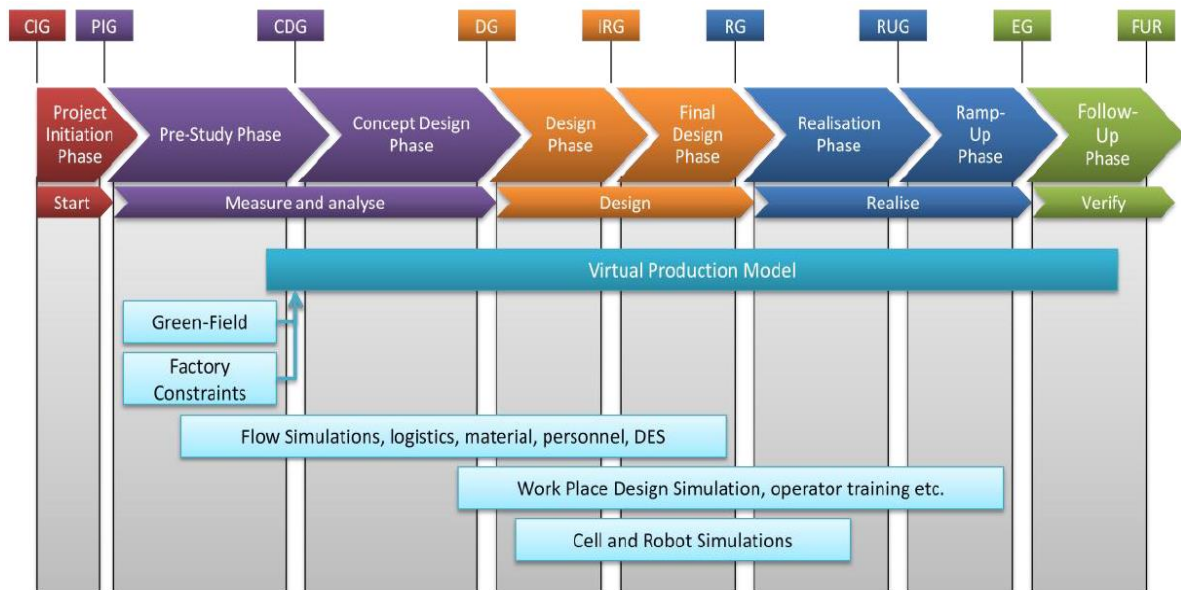 CIG
PIG
CDG
DG
IRG
RG
RUG
EG
FUR
Project
Initiation
Phase
Pre-Study Phase
Concept Design
Phase
Design
Phase
Final
Design
Phase
Realisation
Phase
Ramp-
Up
Phase
Follow-
Up
Phase
Start
Measure and analyse
Design
Realise
Verify
Virtual Production Model
Green-Field
Factory
Constraints
Flow Simulations, logistics, material, personnel, DES
Work Place Design Simulation, operator training etc.
Cell and Robot Simulations